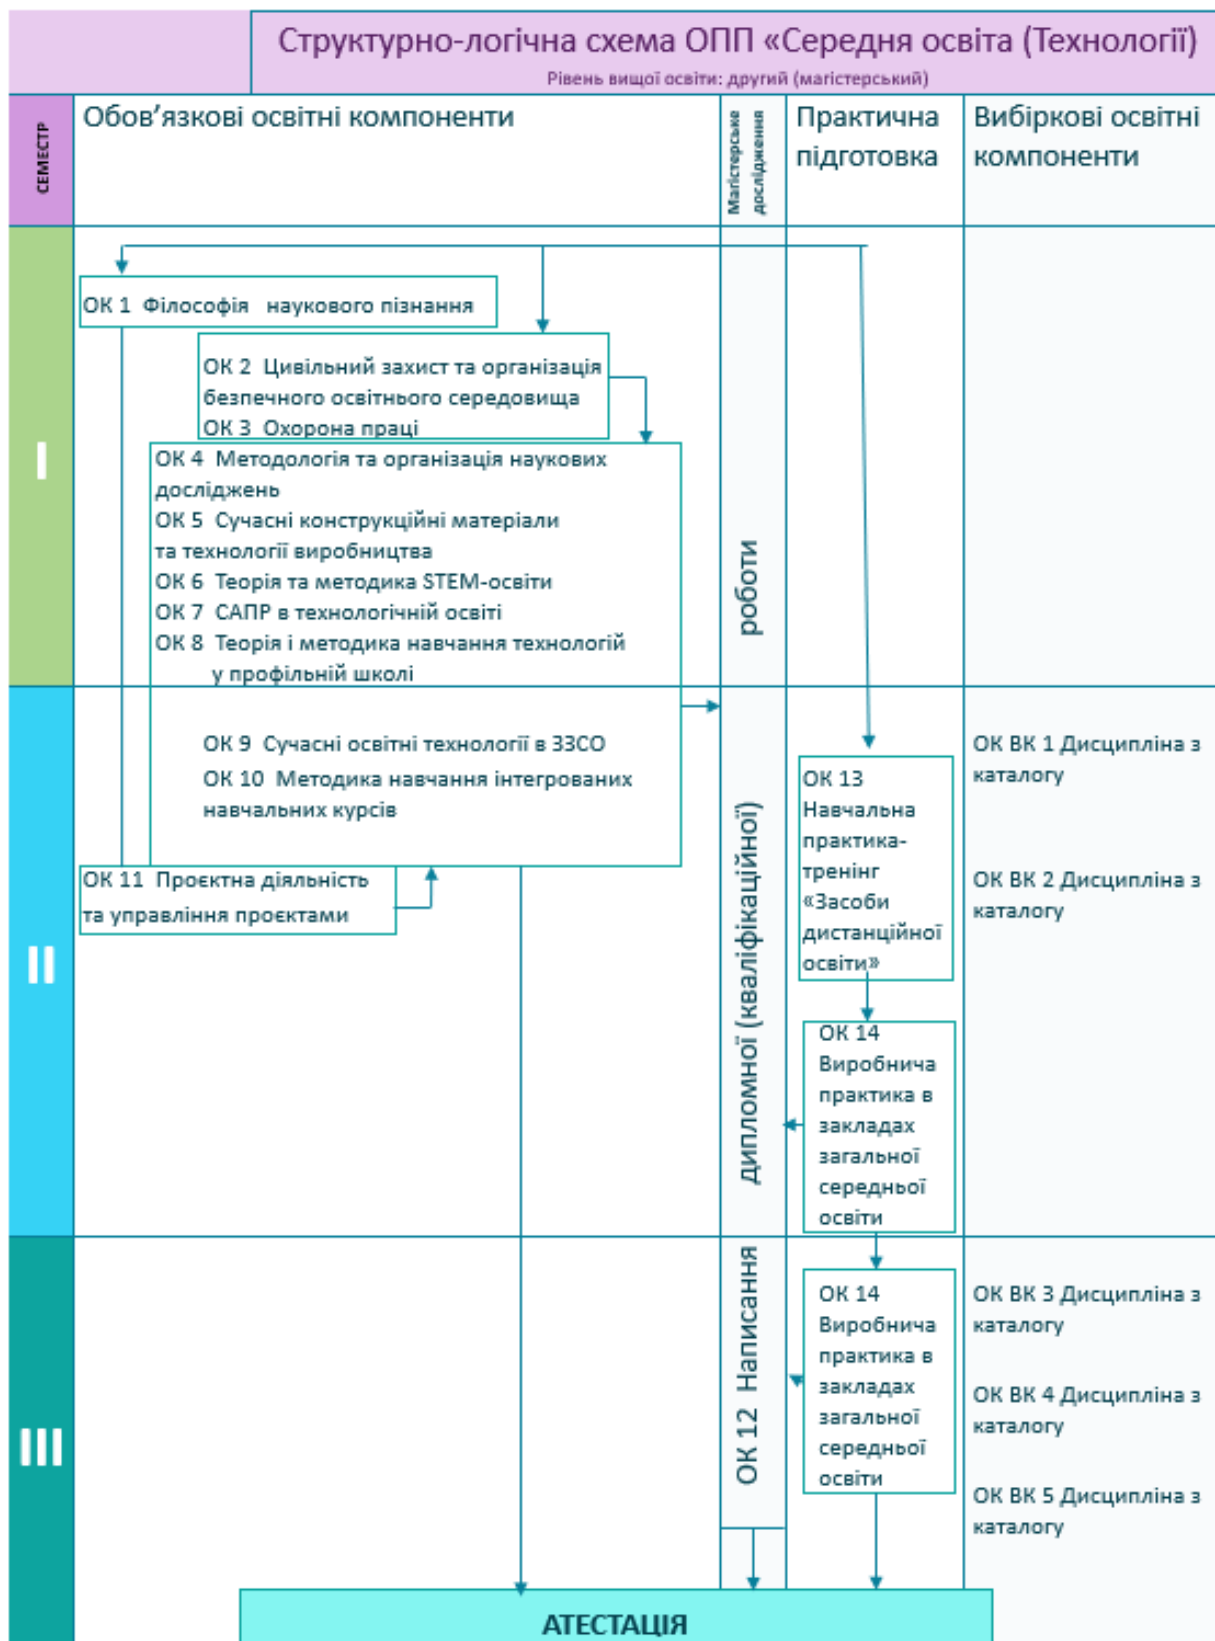 Структурно-логічна схема ОПП «Середня освіта (Технології)
Рівень вищої освіти: другий (магістерський)
СЕМЕСТР
Обов’язкові освітні компоненти
Магістерське
дослідження
Практична
підготовка
Вибіркові освітні
компоненти
I
ОК 1 Філософія наукового пізнання
ОК 2 Цивільний захист та організація
безпечного освітнього середовища
ОК 3 Охорона праці
ОК 4 Методологія та організація наукових
досліджень
ОК 5 Сучасні конструкційні матеріали
та технології виробництва
ОК 6 Теорія та методика STEM-освіти
ОК 7 САПР в технологічній освіті
ОК 8 Теорія і методика навчання технологій
у профільній школі
II
ОК 9 Сучасні освітні технології в ЗЗСО
ОК 10 Методика навчання інтегрованих
навчальних курсів
ОК 11 Проєктна діяльність
та управління проєктами
ОК 12 Написання дипломної (кваліфікаційної) роботи
ОК 13
Навчальна
практика-
тренінг
«Засоби
дистанційної
освіти»
ОК 14
Виробнича
практика в
закладах
загальної
середньої
освіти
ОК ВК 1 Дисципліна з
каталогу
ОК ВК 2 Дисципліна з
каталогу
III
ОК 14
Виробнича
практика в
закладах
загальної
середньої
освіти
ОК ВК 3 Дисципліна з
каталогу
ОК ВК 4 Дисципліна з
каталогу
ОК ВК 5 Дисципліна з
каталогу
АТЕСТАЦІЯ